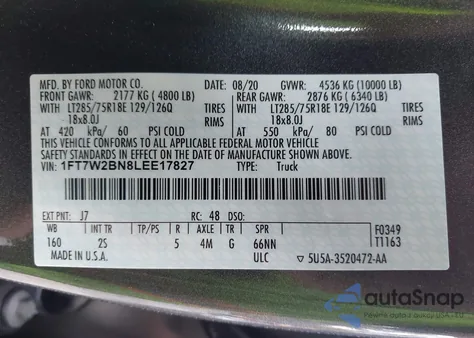 MFD. BY FORD MOTOR CO. DATE: 08/20 GVWR: 4536 KG (10000 LB)
FRONT GAWR: 2177 KG (4800 LB) REAR GAWR: 2876 KG (6340 LB)
LT285/75R18E 129/126Q TIRES LT285/75R18E 129/126Q TIRES
18x8.0J RIMS 18x8.0J RIMS
AT 420 kPa/ 60 PSI COLD AT 550 kPa/ 80 PSI COLD
THIS VEHICLE CONFORMS TO ALL APPLICABLE FEDERAL MOTOR VEHICLE
SAFETY STANDARDS IN EFFECT ON THE DATE OF MANUFACTURE SHOWN ABOVE.
VIN: 1FT7W2BN8LEE17827 TYPE: Truck
EXT PNT: J7 RC: 48 DSO:
WB INT TR TP/PS R AXLE TR SPR F0349
160 2S 5 4M G 66NN T1163
MADE IN U.S.A. ULC ▽ 5U5A-3520472-AA
autoSnap